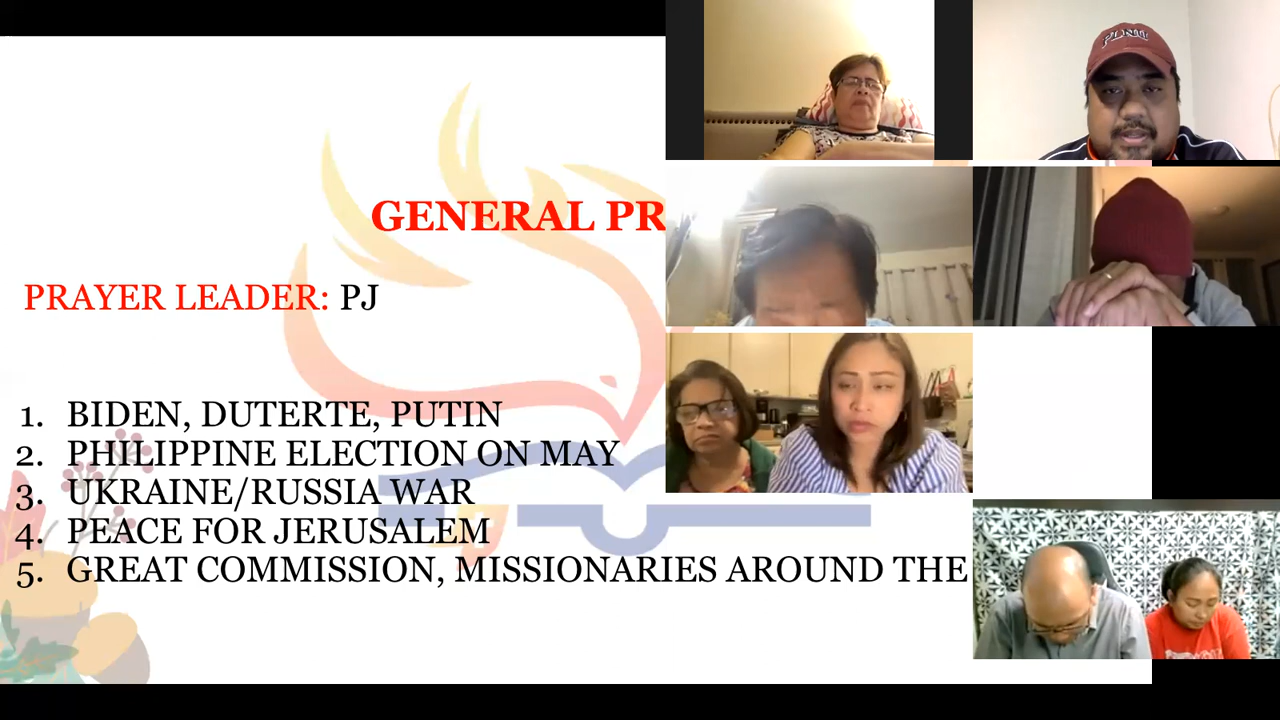 GENERAL PR
PRAYER LEADER: PJ
1. BIDEN, DUTERTE, PUTIN
2. PHILIPPINE ELECTION ON MAY
3. UKRAINE/RUSSIA WAR
4. PEACE FOR JERUSALEM
5. GREAT COMMISSION, MISSIONARIES AROUND THE